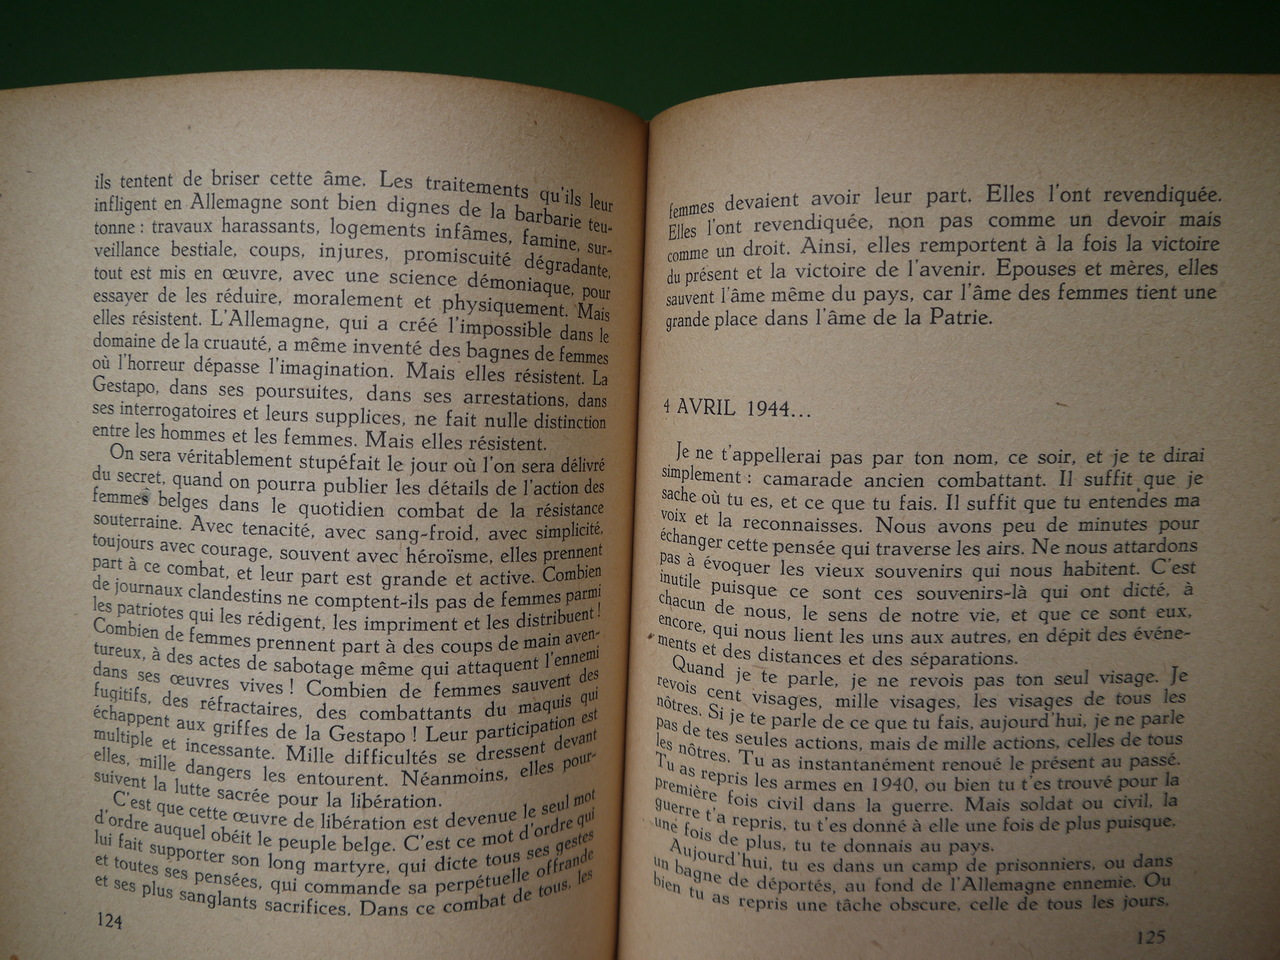 ils tentent de briser cette âme. Les traitements qu'ils leur
infligent en Allemagne sont bien dignes de la barbarie teu-
tonne : travaux harassants, logements infâmes, famine, sur-
veillance bestiale, coups, injures, promiscuité dégradante,
tout est mis en œuvre, avec une science démoniaque, pour
essayer de les réduire, moralement et physiquement. Mais
elles résistent. L'Allemagne, qui a créé l'impossible dans le
domaine de la cruauté, a même inventé des bagnes de femmes
où l'horreur dépasse l'imagination. Mais elles résistent. La
Gestapo, dans ses poursuites, dans ses arrestations, dans
ses interrogatoires et leurs supplices, ne fait nulle distinction
entre les hommes et les femmes. Mais elles résistent.
On sera véritablement stupéfait le jour où l'on sera délivré
du secret, quand on pourra publier les détails de l'action des
femmes belges dans le quotidien combat de la résistance
souterraine. Avec tenacité, avec sang-froid, avec simplicité,
toujours avec courage, souvent avec héroïsme, elles prennent
part à ce combat, et leur part est grande et active. Combien
de journaux clandestins ne comptent-ils pas de femmes parmi
les patriotes qui les rédigent, les impriment et les distribuent !
Combien de femmes prennent part à des coups de main aven-
tureux, à des actes de sabotage même qui attaquent l'ennemi
dans ses œuvres vives ! Combien de femmes sauvent des
fugitifs, des réfractaires, des combattants du maquis qui
échappent aux griffes de la Gestapo ! Leur participation est
multiple et incessante. Mille difficultés se dressent devant
elles, mille dangers les entourent. Néanmoins, elles pour-
suivent la lutte sacrée pour la libération.
C'est que cette œuvre de libération est devenue le seul mot
d'ordre auquel obéit le peuple belge. C'est ce mot d'ordre qui
lui fait supporter son long martyre, qui dicte tous ses gestes
et toutes ses pensées, qui commande sa perpétuelle offrande
et ses plus sanglants sacrifices. Dans ce combat de tous, les
124
femmes devaient avoir leur part. Elles l'ont revendiquée.
Elles l'ont revendiquée, non pas comme un devoir mais
comme un droit. Ainsi, elles remportent à la fois la victoire
du présent et la victoire de l'avenir. Epouses et mères, elles
sauvent l'âme même du pays, car l'âme des femmes tient une
grande place dans l'âme de la Patrie.
4 AVRIL 1944...
Je ne t'appellerai pas par ton nom, ce soir, et je te dirai
simplement : camarade ancien combattant. Il suffit que je
sache où tu es, et ce que tu fais. Il suffit que tu entendes ma
voix et la reconnaisses. Nous avons peu de minutes pour
échanger cette pensée qui traverse les airs. Ne nous attardons
pas à évoquer les vieux souvenirs qui nous habitent. C'est
inutile puisque ce sont ces souvenirs-là qui ont dicté, à
chacun de nous, le sens de notre vie, et que ce sont eux,
encore, qui nous lient les uns aux autres, en dépit des événe-
ments et des distances et des séparations.
Quand je te parle, je ne revois pas ton seul visage. Je
revois cent visages, mille visages, les visages de tous les
nôtres. Si je te parle de ce que tu fais, aujourd'hui, je ne parle
pas de tes seules actions, mais de mille actions, celles de tous
les nôtres. Tu as instantanément renoué le présent au passé.
Tu as repris les armes en 1940, ou bien tu t'es trouvé pour la
première fois civil dans la guerre. Mais soldat ou civil, la
guerre t'a repris, tu t'es donné à elle une fois de plus puisque,
une fois de plus, tu te donnais au pays.
Aujourd'hui, tu es dans un camp de prisonniers, ou dans
un bagne de déportés, au fond de l'Allemagne ennemie. Ou
bien tu as repris une tâche obscure, celle de tous les jours,
125